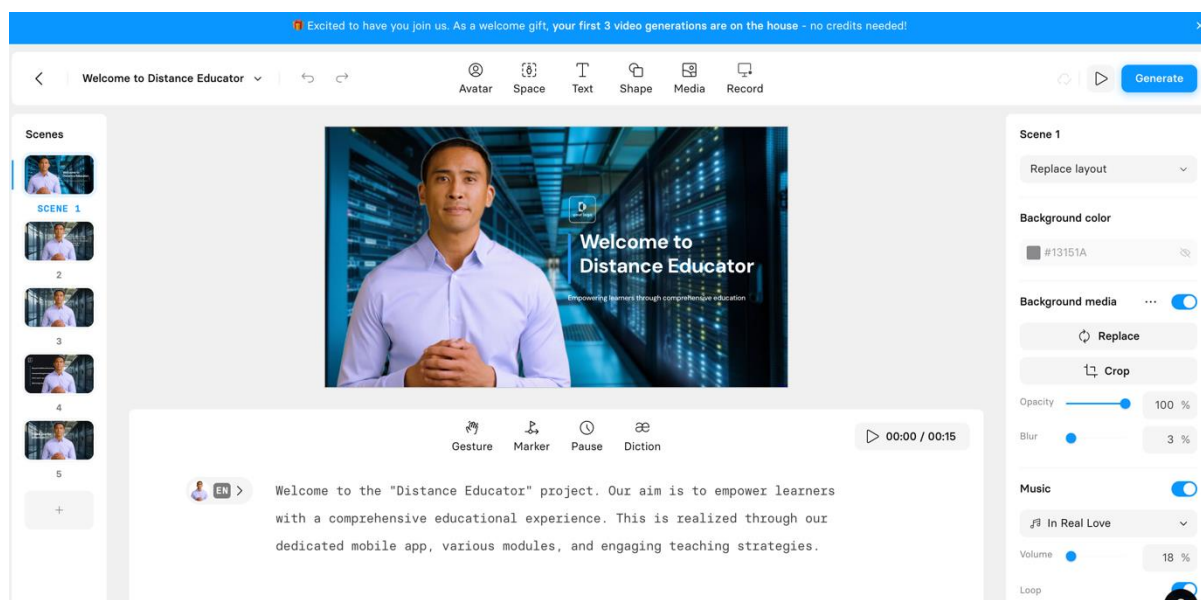 🎁 Excited to have you join us. As a welcome gift, your first 3 video generations are on the house - no credits needed!
Welcome to Distance Educator
Avatar
Space
Text
Shape
Media
Record
Generate
Scenes
SCENE 1
2
3
4
5
+
Welcome to
Distance Educator
Empowering learners through comprehensive education
Gesture
Marker
Pause
æ
Diction
00:00 / 00:15
EN
Welcome to the "Distance Educator" project. Our aim is to empower learners
with a comprehensive educational experience. This is realized through our
dedicated mobile app, various modules, and engaging teaching strategies.
Scene 1
Replace layout
Background color
#13151A
Background media
Replace
Crop
Opacity
100 %
Blur
3 %
Music
In Real Love
Volume
18 %
Loop